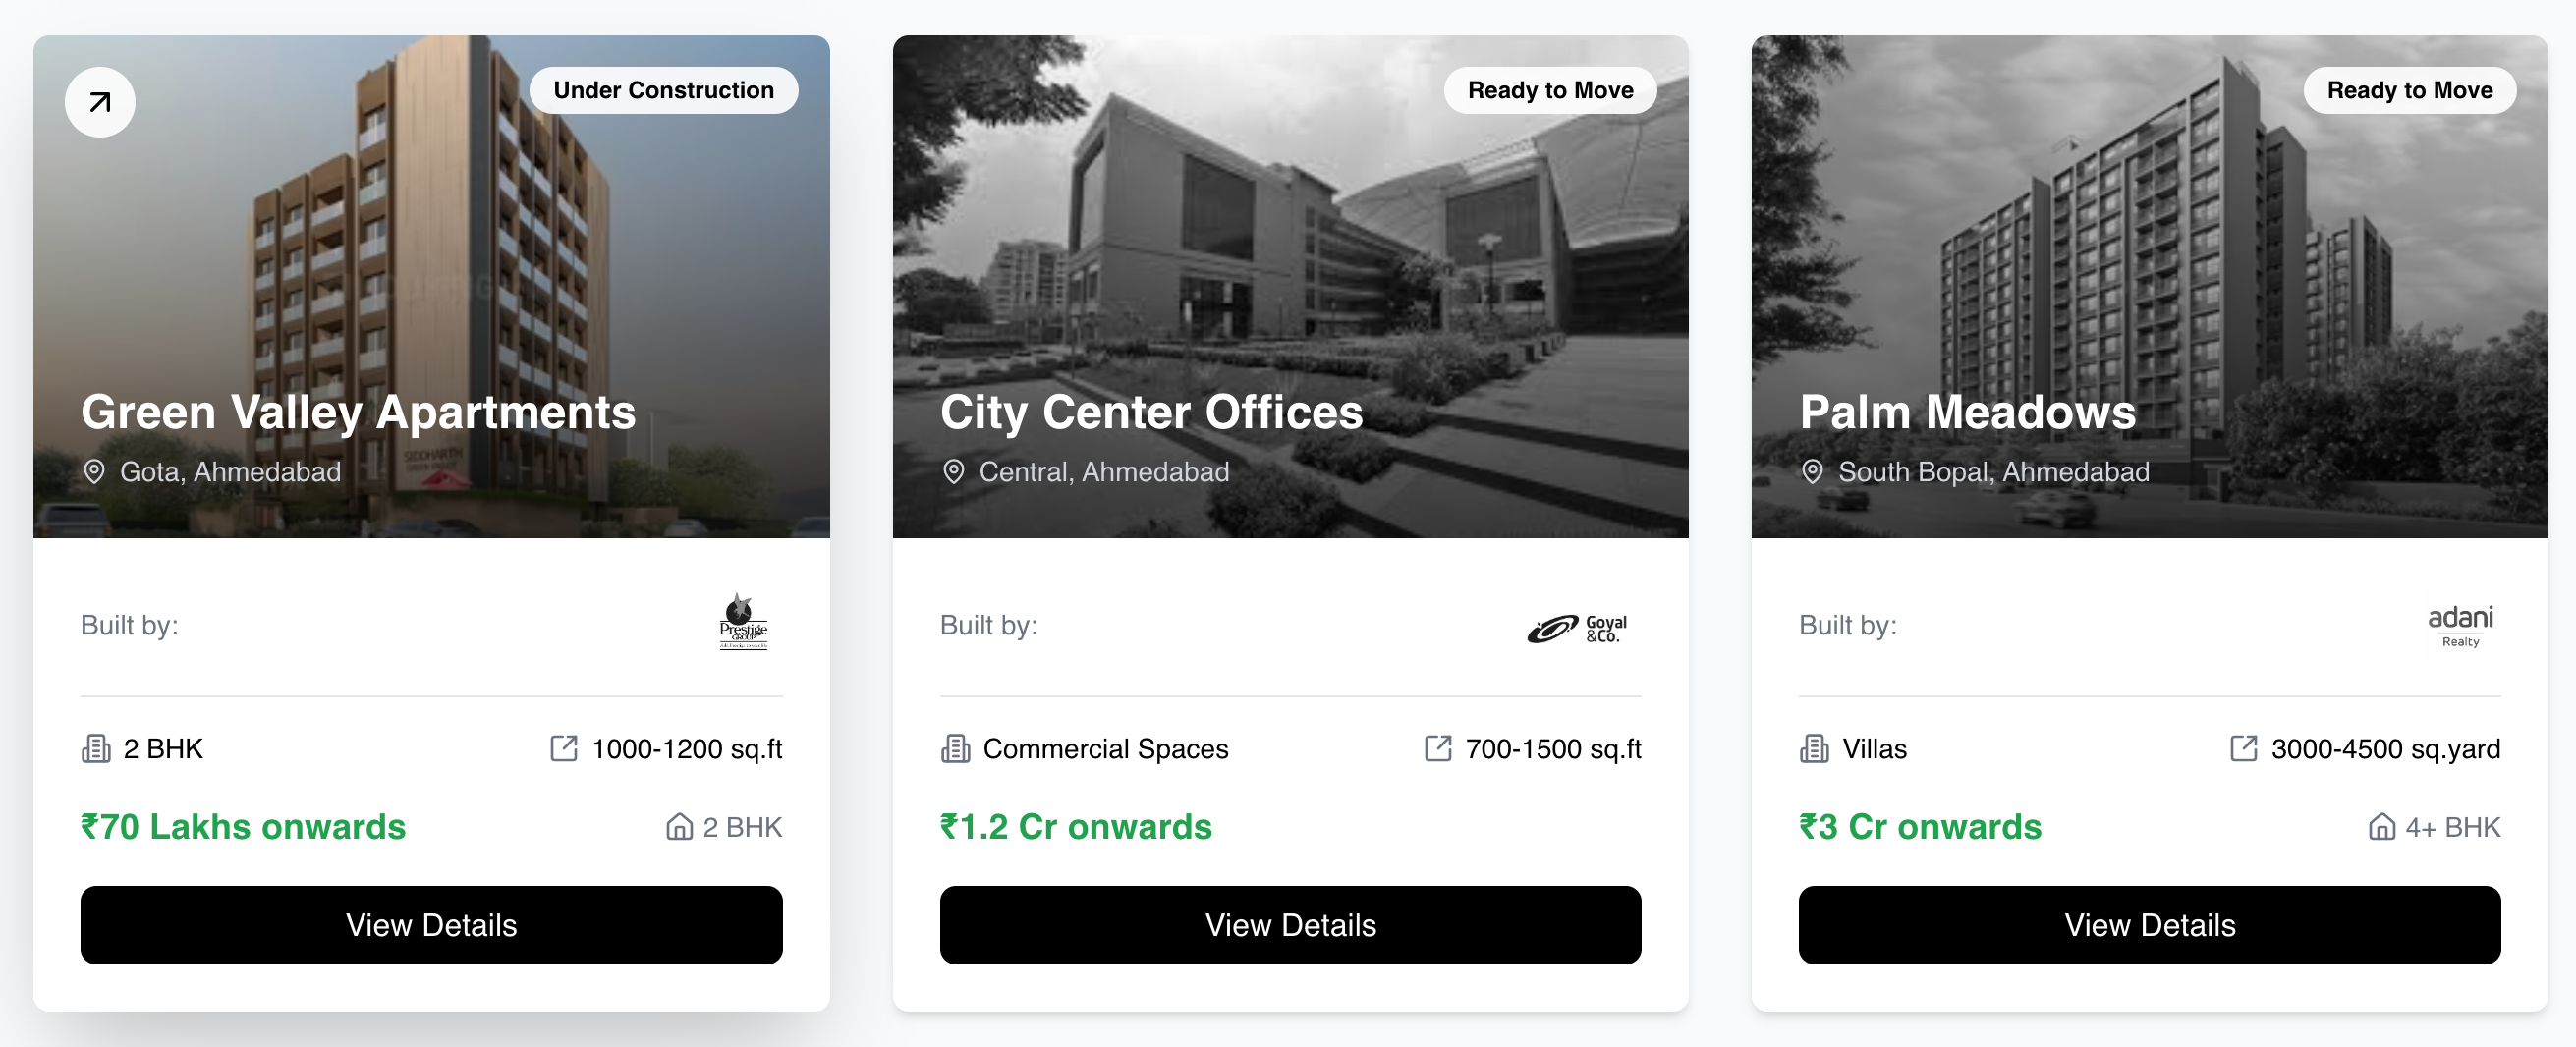 Under Construction
SIDDHARTH
Green Valley Apartments
Gota, Ahmedabad
Built by:
Prestige
GROUP
2 BHK
1000-1200 sq.ft
₹70 Lakhs onwards
2 BHK
View Details
Ready to Move
City Center Offices
Central, Ahmedabad
Built by:
Goyal
&Co.
Commercial Spaces
700-1500 sq.ft
₹1.2 Cr onwards
View Details
Ready to Move
Palm Meadows
South Bopal, Ahmedabad
Built by:
adani
Realty
Villas
3000-4500 sq.yard
₹3 Cr onwards
4+ BHK
View Details